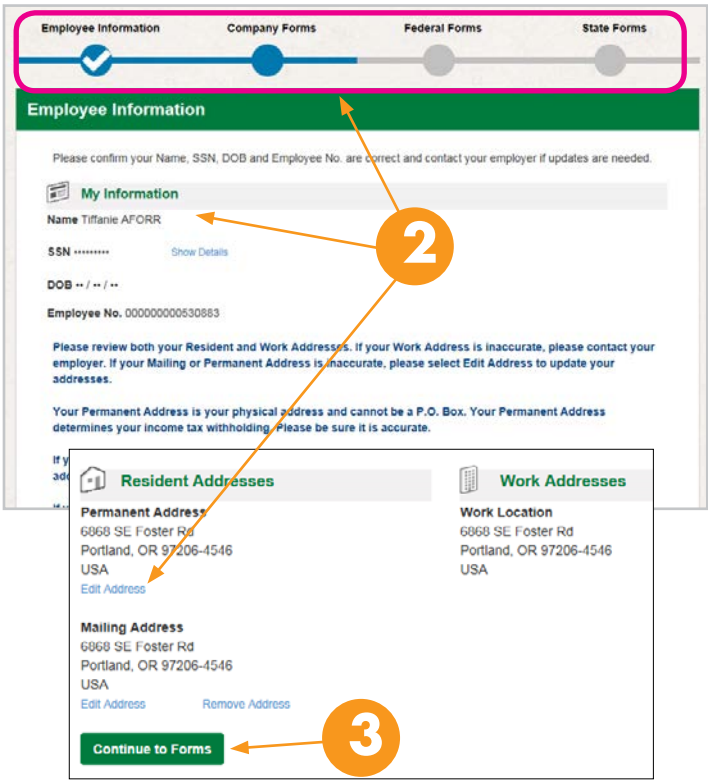 Employee Information Company Forms Federal Forms State Forms
Employee Information
Please confirm your Name, SSN, DOB and Employee No. are correct and contact your employer if updates are needed.
My Information
Name Tiffanie AFORR
SSN ••••••••• Show Details
DOB •• / •• / ••
Employee No. 000000000530883
2
Please review both your Resident and Work Addresses. If your Work Address is inaccurate, please contact your
employer. If your Mailing or Permanent Address is inaccurate, please select Edit Address to update your
addresses.
Your Permanent Address is your physical address and cannot be a P.O. Box. Your Permanent Address
determines your income tax withholding. Please be sure it is accurate.
Resident Addresses
Permanent Address
6868 SE Foster Rd
Portland, OR 97206-4546
USA
Edit Address
Mailing Address
6868 SE Foster Rd
Portland, OR 97206-4546
USA
Edit Address Remove Address
Work Addresses
Work Location
6868 SE Foster Rd
Portland, OR 97206-4546
USA
Continue to Forms
3